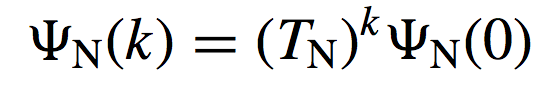 Ψ_N(k) = (T_N)^k Ψ_N(0)